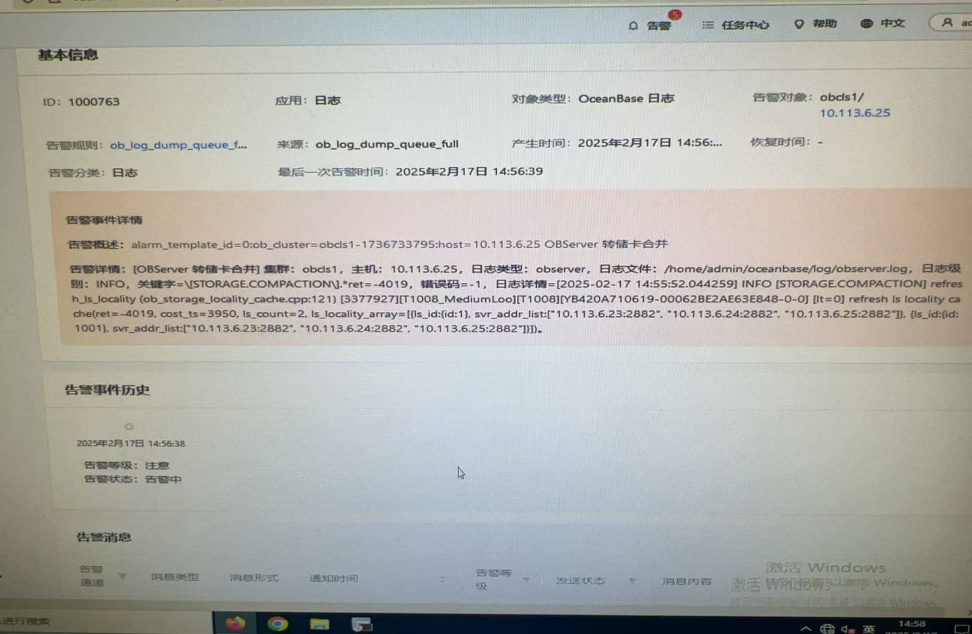 告警
5
任务中心
帮助
中文
基本信息
ID：1000763
应用：日志
对象类型：OceanBase 日志
告警对象：obcls1/
10.113.6.25
告警规则：ob_log_dump_queue_f...
来源：ob_log_dump_queue_full
产生时间：2025年2月17日 14:56:...
恢复时间：-
告警分类：日志
最后一次告警时间：2025年2月17日 14:56:39
告警事件详情
告警概述：alarm_template_id=0:ob_cluster=obcls1-1736733795:host=10.113.6.25 OBServer 转储卡合并
告警详情：[OBServer 转储卡合并] 集群：obcls1，主机：10.113.6.25，日志类型：observer，日志文件：/home/admin/oceanbase/log/observer.log，日志级
别：INFO，关键字=\[STORAGE.COMPACTION\].*ret=-4019，错误码=-1，日志详情=[2025-02-17 14:55:52.044259] INFO [STORAGE.COMPACTION] refres
h_ls_locality (ob_storage_locality_cache.cpp:121) [3377927][T1008_MediumLoo][T1008][YB420A710619-00062BE2AE63E848-0-0] [lt=0] refresh ls locality ca
che(ret=-4019, cost_ts=3950, ls_count=2, ls_locality_array=[{ls_id:{id:1}, svr_addr_list:["10.113.6.23:2882", "10.113.6.24:2882", "10.113.6.25:2882"]}, {ls_id:{id:
1001}, svr_addr_list:["10.113.6.23:2882", "10.113.6.24:2882", "10.113.6.25:2882"]}])。
告警事件历史
2025年2月17日 14:56:38
告警等级：注意
告警状态：告警中
告警消息
告警
通道
消息类型
消息形式
通知时间
告警等
级
发送状态
消息内容
激活 Windows
进行搜索
英
14:58